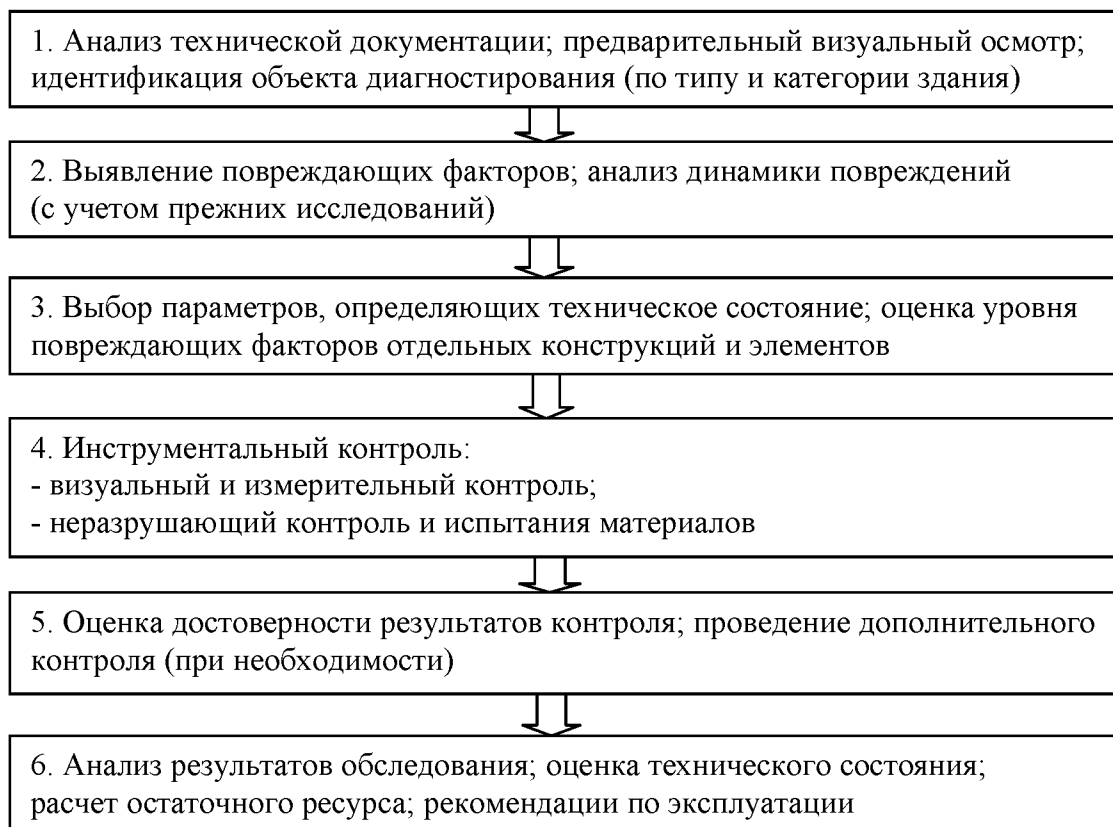 1. Анализ технической документации; предварительный визуальный осмотр;
идентификация объекта диагностирования (по типу и категории здания)
2. Выявление повреждающих факторов; анализ динамики повреждений
(с учетом прежних исследований)
3. Выбор параметров, определяющих техническое состояние; оценка уровня
повреждающих факторов отдельных конструкций и элементов
4. Инструментальный контроль:
- визуальный и измерительный контроль;
- неразрушающий контроль и испытания материалов
5. Оценка достоверности результатов контроля; проведение дополнительного
контроля (при необходимости)
6. Анализ результатов обследования; оценка технического состояния;
расчет остаточного ресурса; рекомендации по эксплуатации